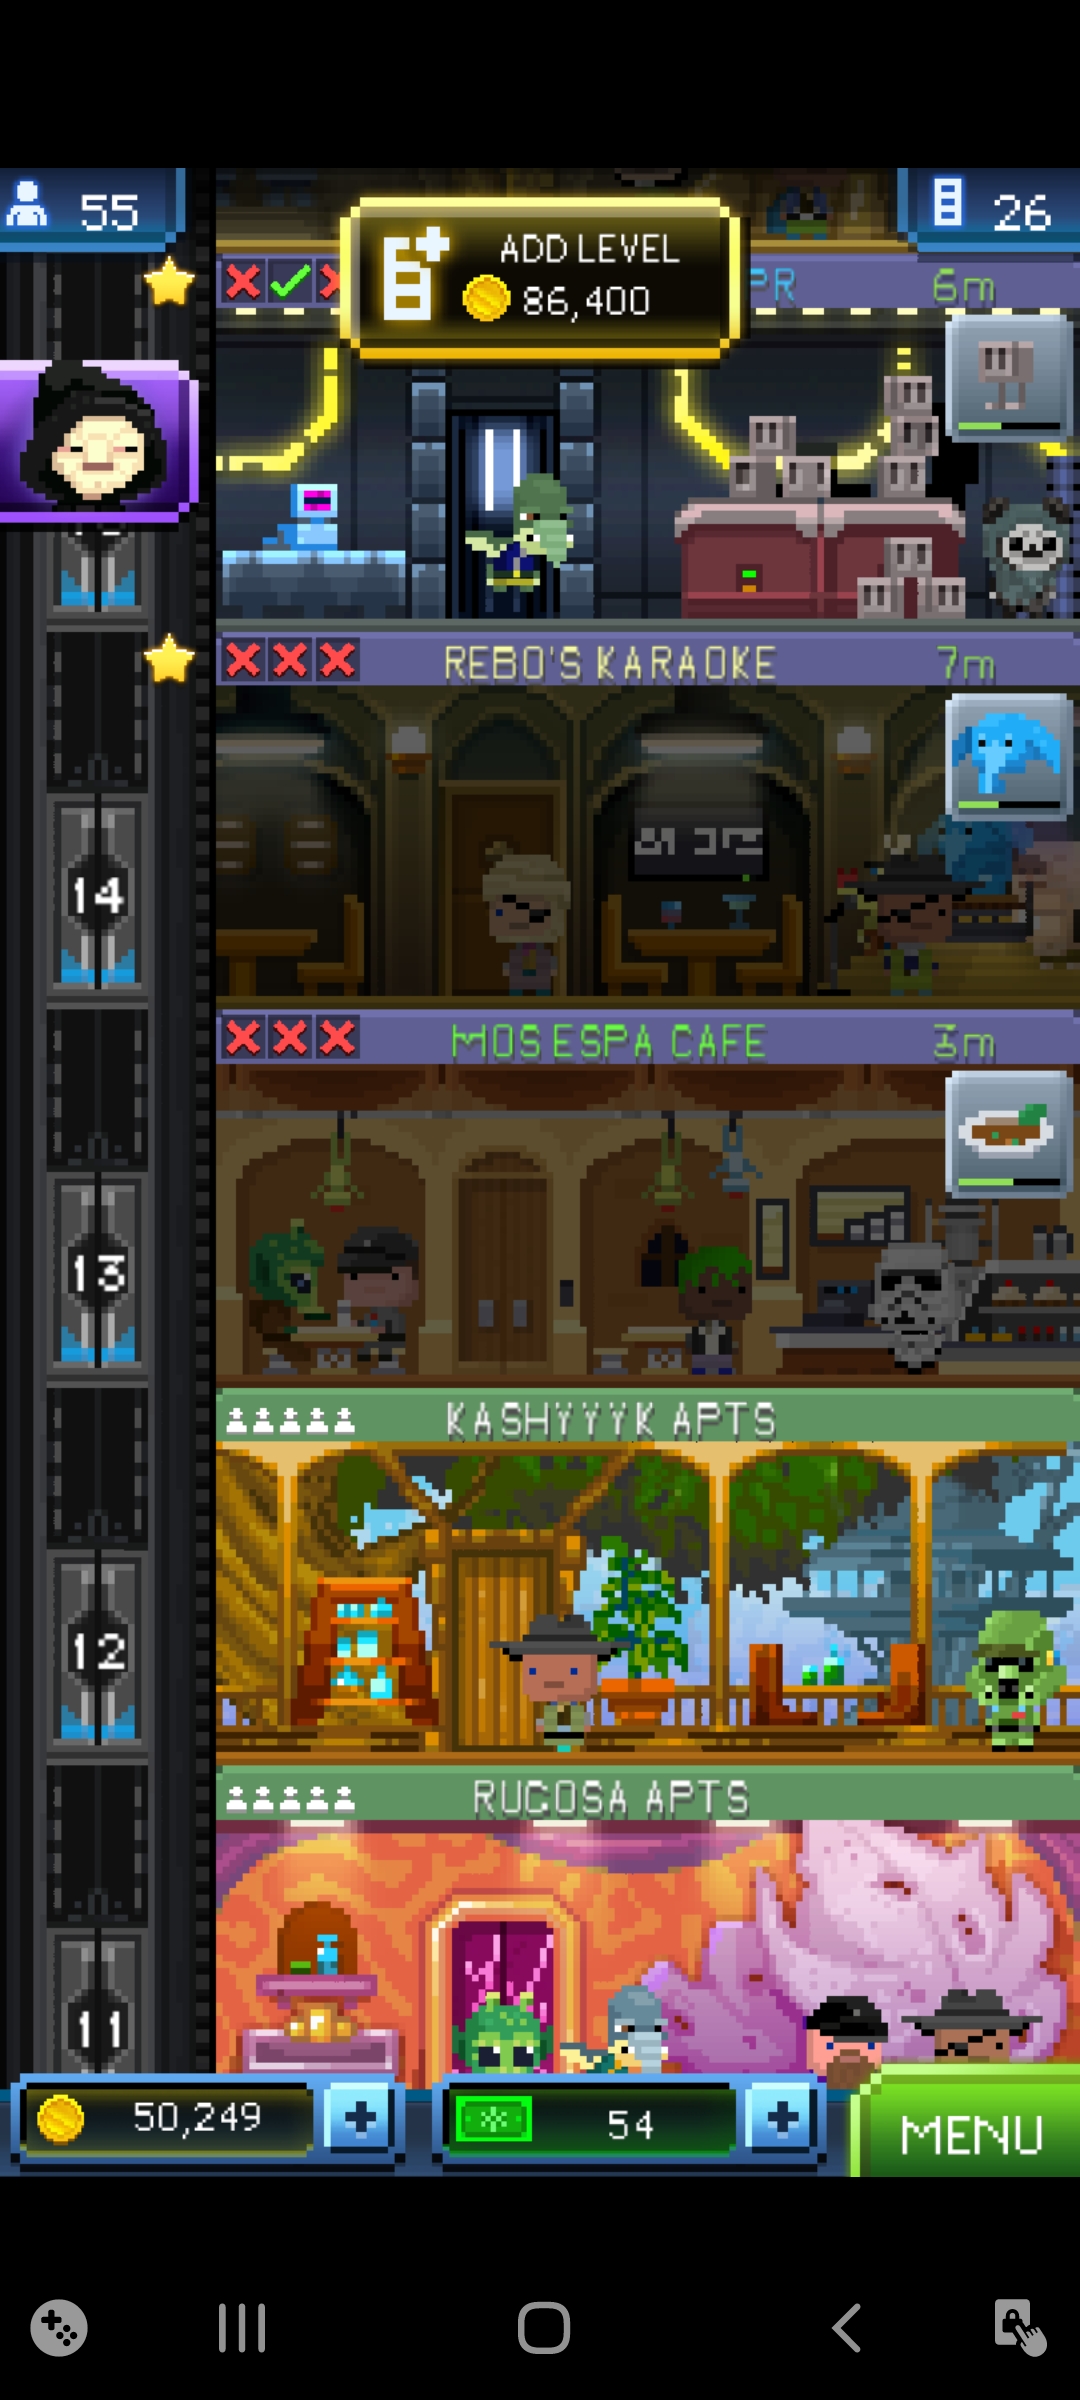 55
ADD LEVEL
86,400
26
PR
6m
REBO'S KARAOKE
7m
14
MOS ESPA CAFE
3m
13
KASHYYYK APTS
12
RUCOSA APTS
11
50,249
54
MENU